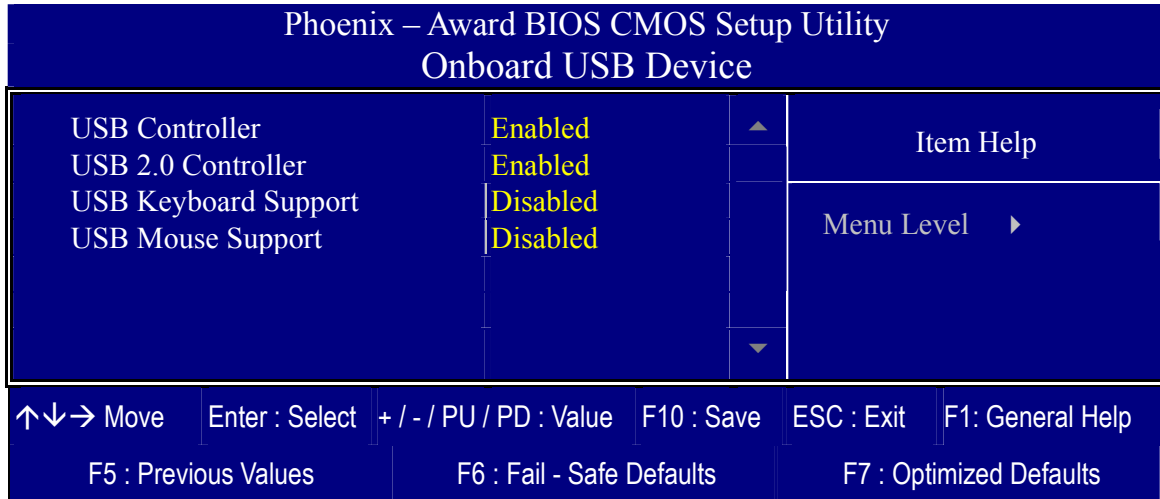 Phoenix – Award BIOS CMOS Setup Utility
Onboard USB Device
USB Controller Enabled
USB 2.0 Controller Enabled
USB Keyboard Support Disabled
USB Mouse Support Disabled
Item Help
Menu Level
↑↓→ Move Enter : Select + / - / PU / PD : Value F10 : Save ESC : Exit F1: General Help
F5 : Previous Values F6 : Fail - Safe Defaults F7 : Optimized Defaults